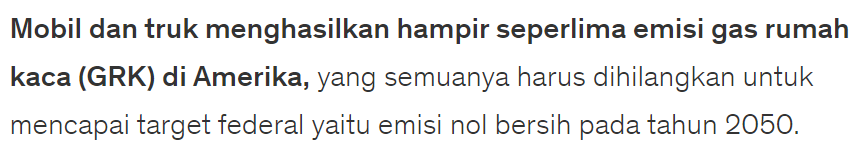 Mobil dan truk menghasilkan hampir seperlima emisi gas rumah
kaca (GRK) di Amerika, yang semuanya harus dihilangkan untuk
mencapai target federal yaitu emisi nol bersih pada tahun 2050.